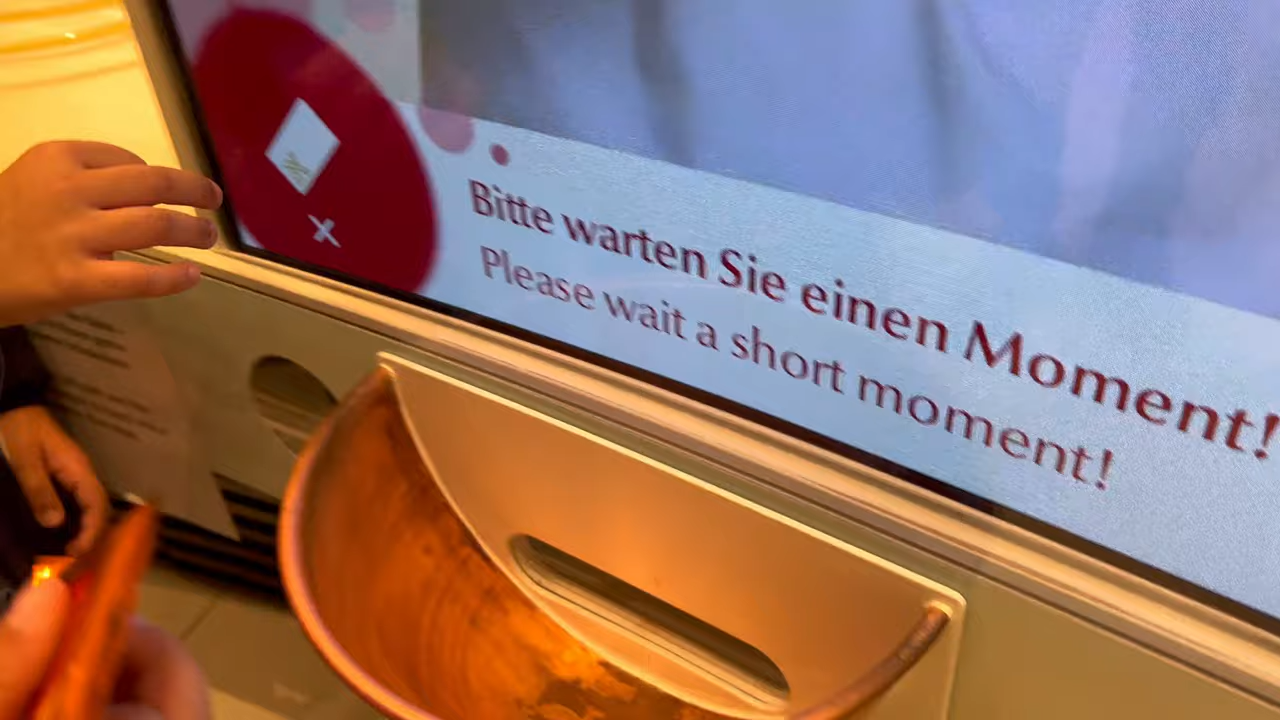 Bitte warten Sie einen Moment!
Please wait a short moment!